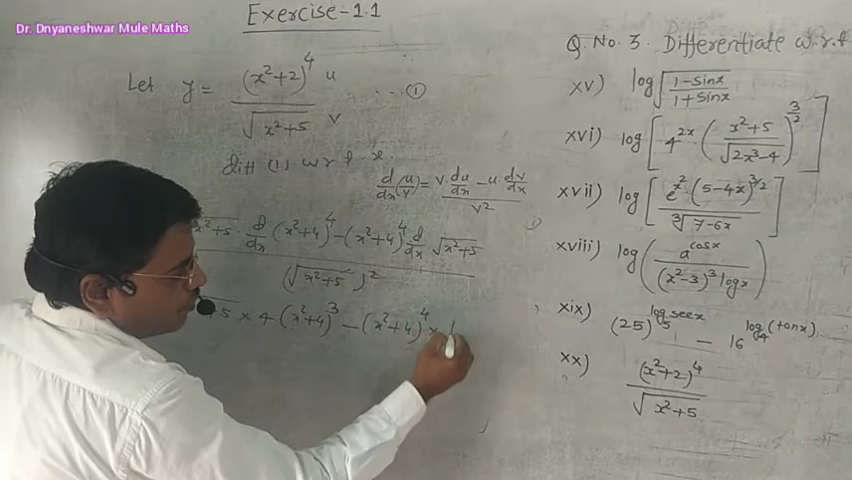 Dr. Dnyaneshwar Mule Maths
Exercise-1.1
Let y = (x²+2)⁴ / √(x²+5) u v ..... ①
diff (1) w r t x
d/dx(u/v) = (v du/dx - u dv/dx) / v²
x²+5 · d/dx (x²+4)⁴ - (x²+4)⁴ d/dx √(x²+5)
(√(x²+5))²
5 × 4 (x²+4)³ - (x²+4)⁴ ×
Q. No. 3. Differentiate w.r.t
xv) log √((1-Sinx)/(1+Sinx))
xvi) log [4^(2x) ((x²+5)/√(2x³-4))^(3/2)]
xvii) log [e^(x²) · (5-4x)^(3/2) / ∛(7-6x)]
xviii) log (a^(cosx) / ((x²-3)³ logx))
xix) (25)^(log₅ secx) - 16^(log₄ (tanx))
xx) (x²+2)⁴ / √(x²+5)